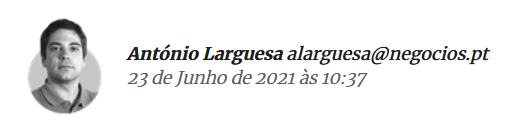 António Larguesa alarguesa@negocios.pt
23 de Junho de 2021 às 10:37